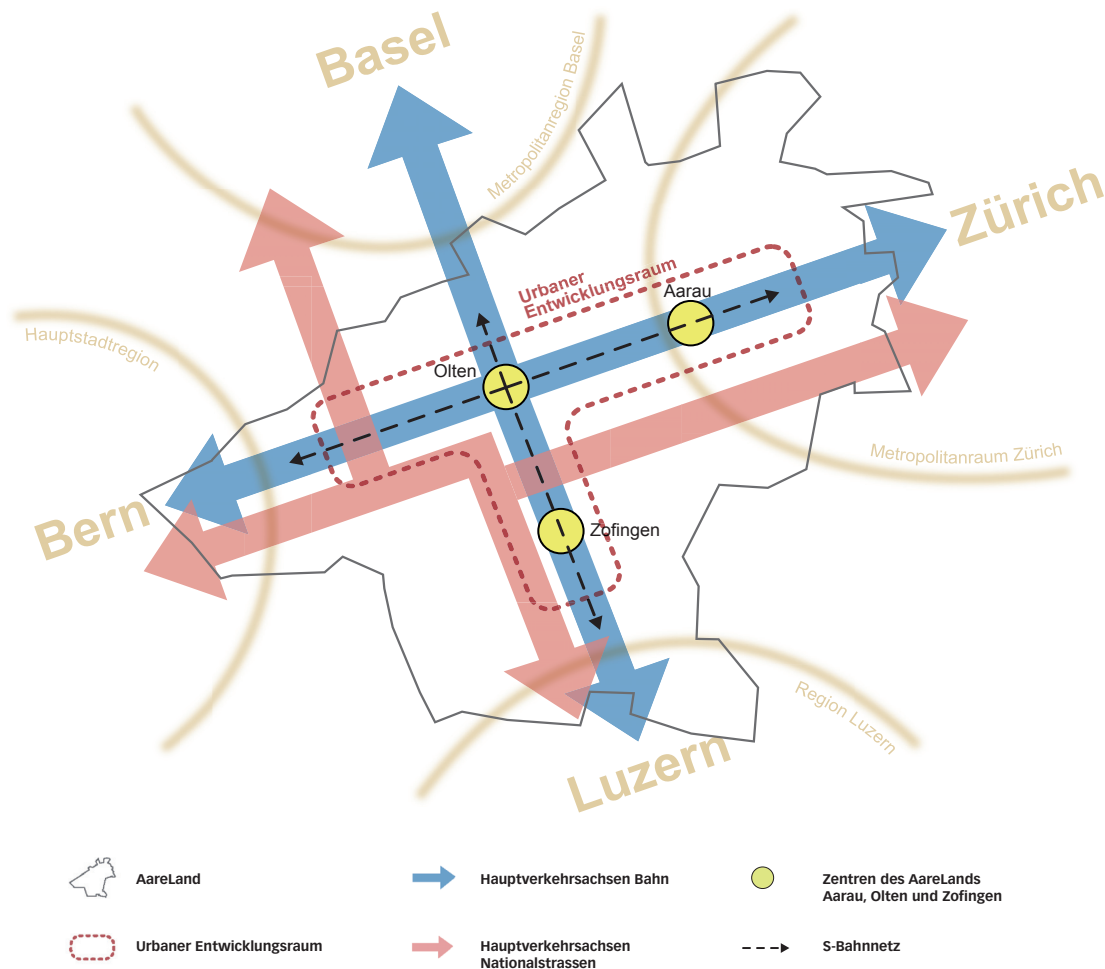 Basel
Metropolitanregion Basel
Zürich
Urbaner
Entwicklungsraum
Aarau
Hauptstadtregion
Olten
Metropolitanraum Zürich
Bern
Zofingen
Region Luzern
Luzern
AareLand
Hauptverkehrsachsen Bahn
Zentren des AareLands
Aarau, Olten und Zofingen
Urbaner Entwicklungsraum
Hauptverkehrsachsen
Nationalstrassen
S-Bahnnetz